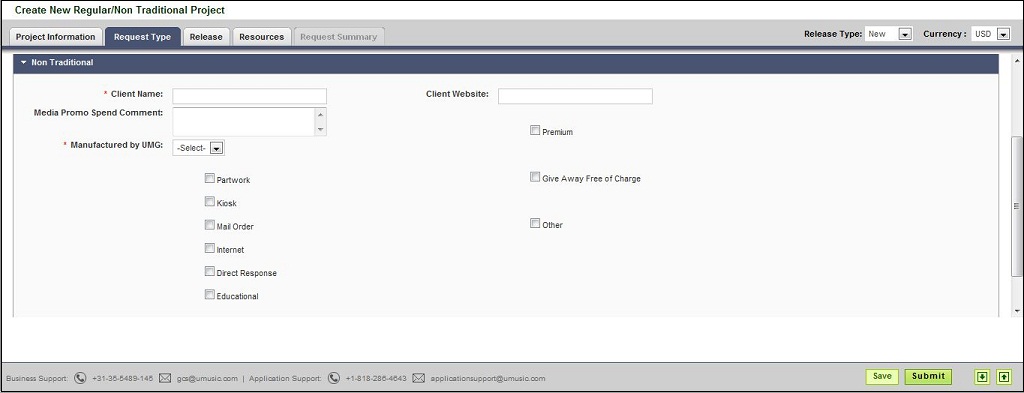 Create New Regular/Non Traditional Project
Project Information Request Type Release Resources Request Summary Release Type: New Currency : USD
Non Traditional
* Client Name: Client Website:
Media Promo Spend Comment:
Premium
* Manufactured by UMG: -Select-
Partwork Give Away Free of Charge
Kiosk
Mail Order Other
Internet
Direct Response
Educational
Business Support: +31-35-5489-145 gcs@umusic.com | Application Support: +1-818-286-4643 applicationsupport@umusic.com Save Submit